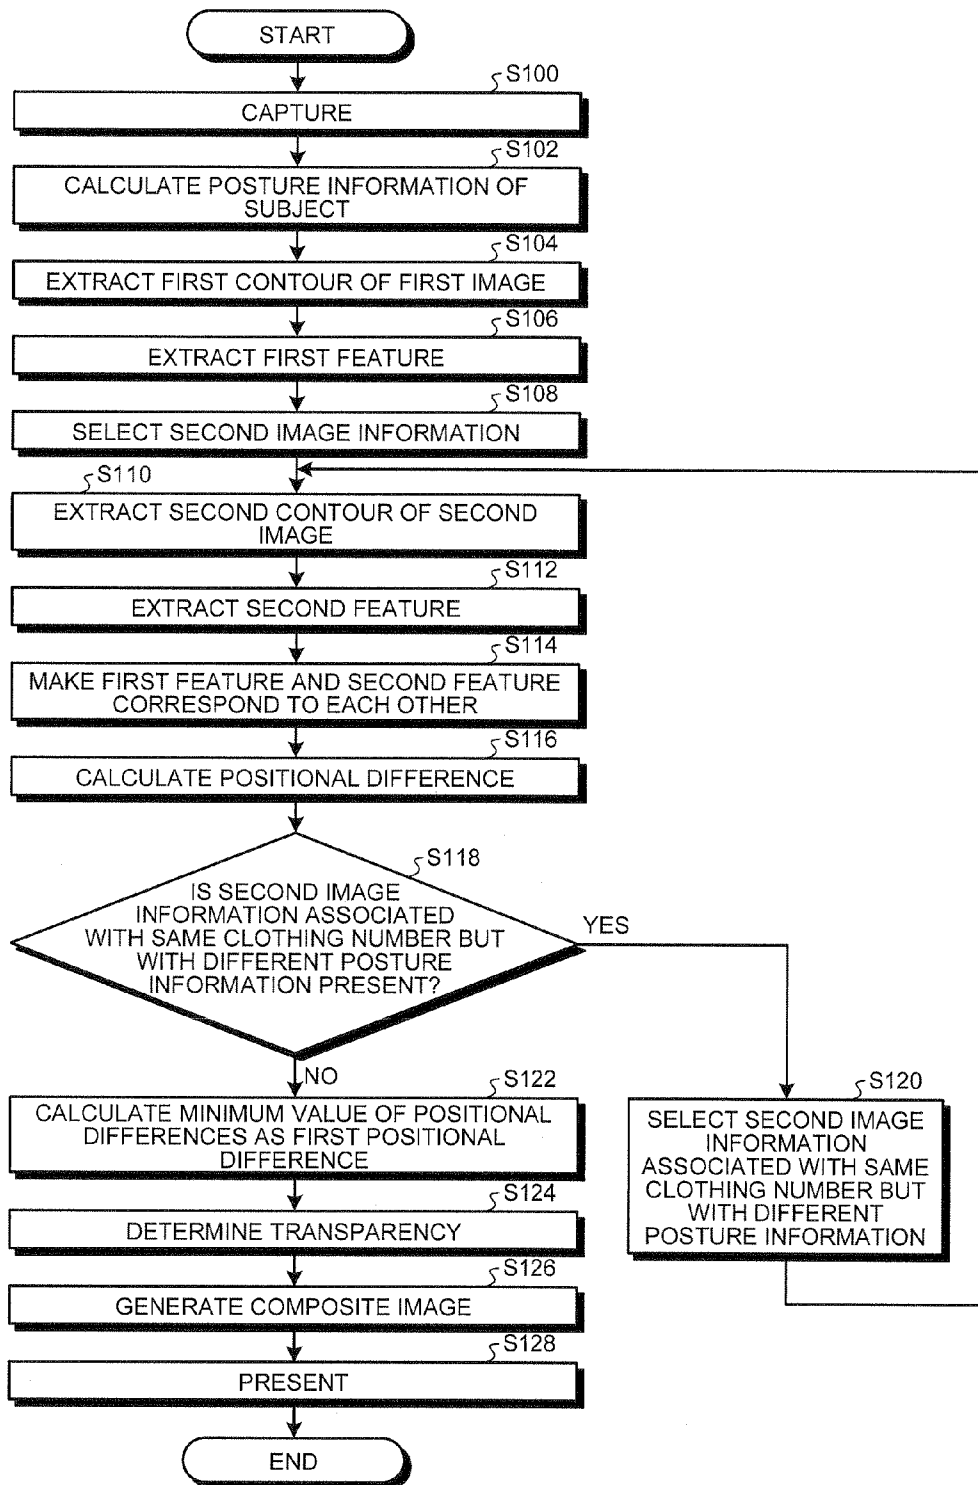 START
S100
CAPTURE
S102
CALCULATE POSTURE INFORMATION OF
SUBJECT
S104
EXTRACT FIRST CONTOUR OF FIRST IMAGE
S106
EXTRACT FIRST FEATURE
S108
SELECT SECOND IMAGE INFORMATION
S110
EXTRACT SECOND CONTOUR OF SECOND
IMAGE
S112
EXTRACT SECOND FEATURE
S114
MAKE FIRST FEATURE AND SECOND FEATURE
CORRESPOND TO EACH OTHER
S116
CALCULATE POSITIONAL DIFFERENCE
S118
IS SECOND IMAGE
INFORMATION ASSOCIATED
WITH SAME CLOTHING NUMBER BUT
WITH DIFFERENT POSTURE
INFORMATION PRESENT?
YES
S120
SELECT SECOND IMAGE
INFORMATION
ASSOCIATED WITH SAME
CLOTHING NUMBER BUT
WITH DIFFERENT
POSTURE INFORMATION
NO
S122
CALCULATE MINIMUM VALUE OF POSITIONAL
DIFFERENCES AS FIRST POSITIONAL
DIFFERENCE
S124
DETERMINE TRANSPARENCY
S126
GENERATE COMPOSITE IMAGE
S128
PRESENT
END